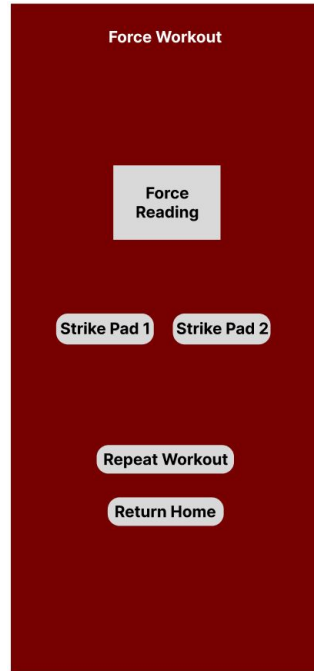 Force Workout
Force
Reading
Strike Pad 1 Strike Pad 2
Repeat Workout
Return Home